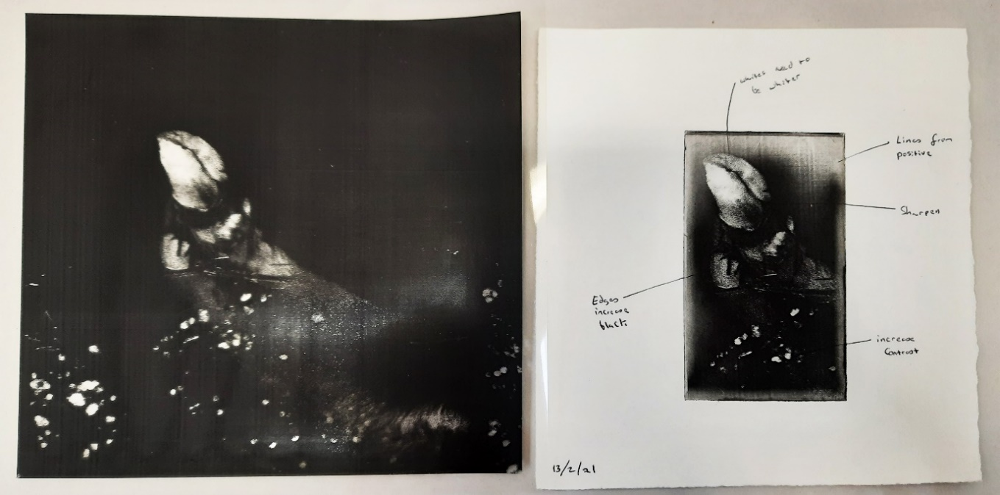 whites need to
be whiter
Lines from
positive
Sharpen
Edges
increase
black
increase
Contrast
13/2/21